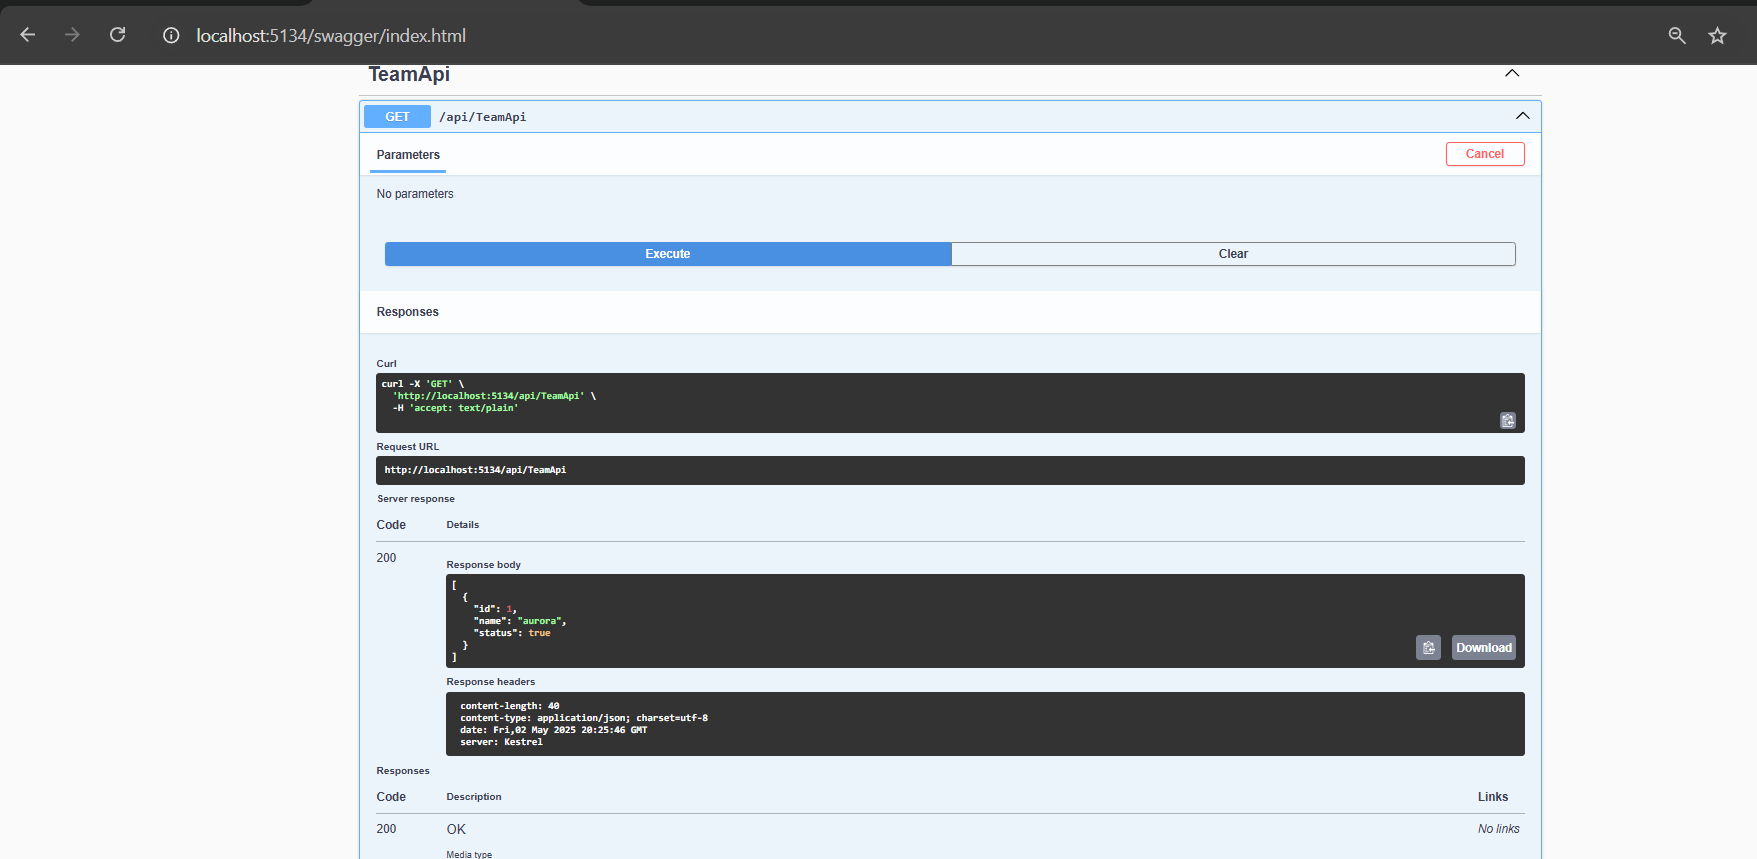 localhost:5134/swagger/index.html
TeamApi
GET /api/TeamApi
Parameters
Cancel
No parameters
Execute
Clear
Responses
Curl
curl -X 'GET' \
'http://localhost:5134/api/TeamApi' \
-H 'accept: text/plain'
Request URL
http://localhost:5134/api/TeamApi
Server response
Code Details
200
Response body
[
{
"id": 1,
"name": "aurora",
"status": true
}
]
Download
Response headers
content-length: 40
content-type: application/json; charset=utf-8
date: Fri,02 May 2025 20:25:46 GMT
server: Kestrel
Responses
Code Description Links
200 OK No links
Media type